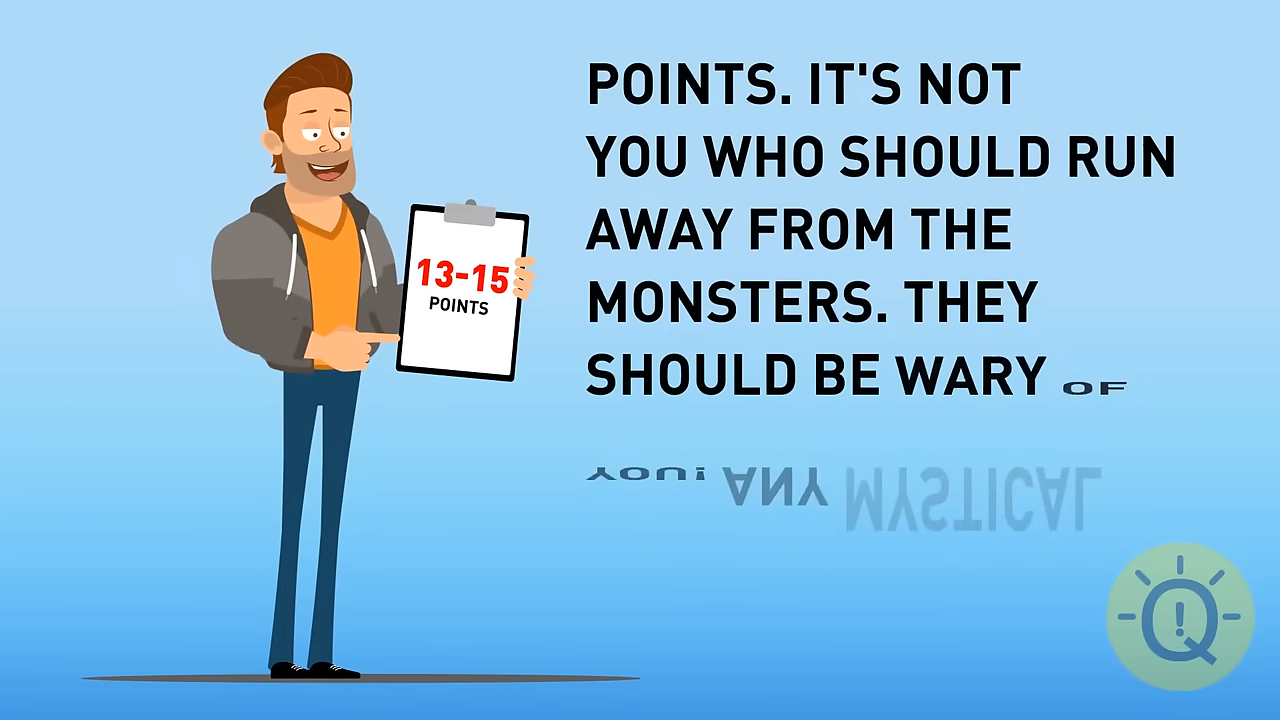 13-15
POINTS
POINTS. IT'S NOT
YOU WHO SHOULD RUN
AWAY FROM THE
MONSTERS. THEY
SHOULD BE WARY OF
YOU! ANY MYSTICAL
Q!